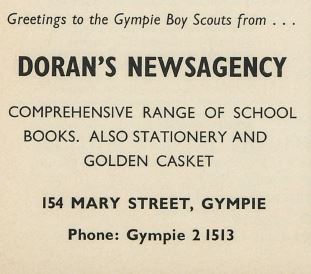 Greetings to the Gympie Boy Scouts from . . .
DORAN'S NEWSAGENCY
COMPREHENSIVE RANGE OF SCHOOL
BOOKS. ALSO STATIONERY AND
GOLDEN CASKET
154 MARY STREET, GYMPIE
Phone: Gympie 2 1513